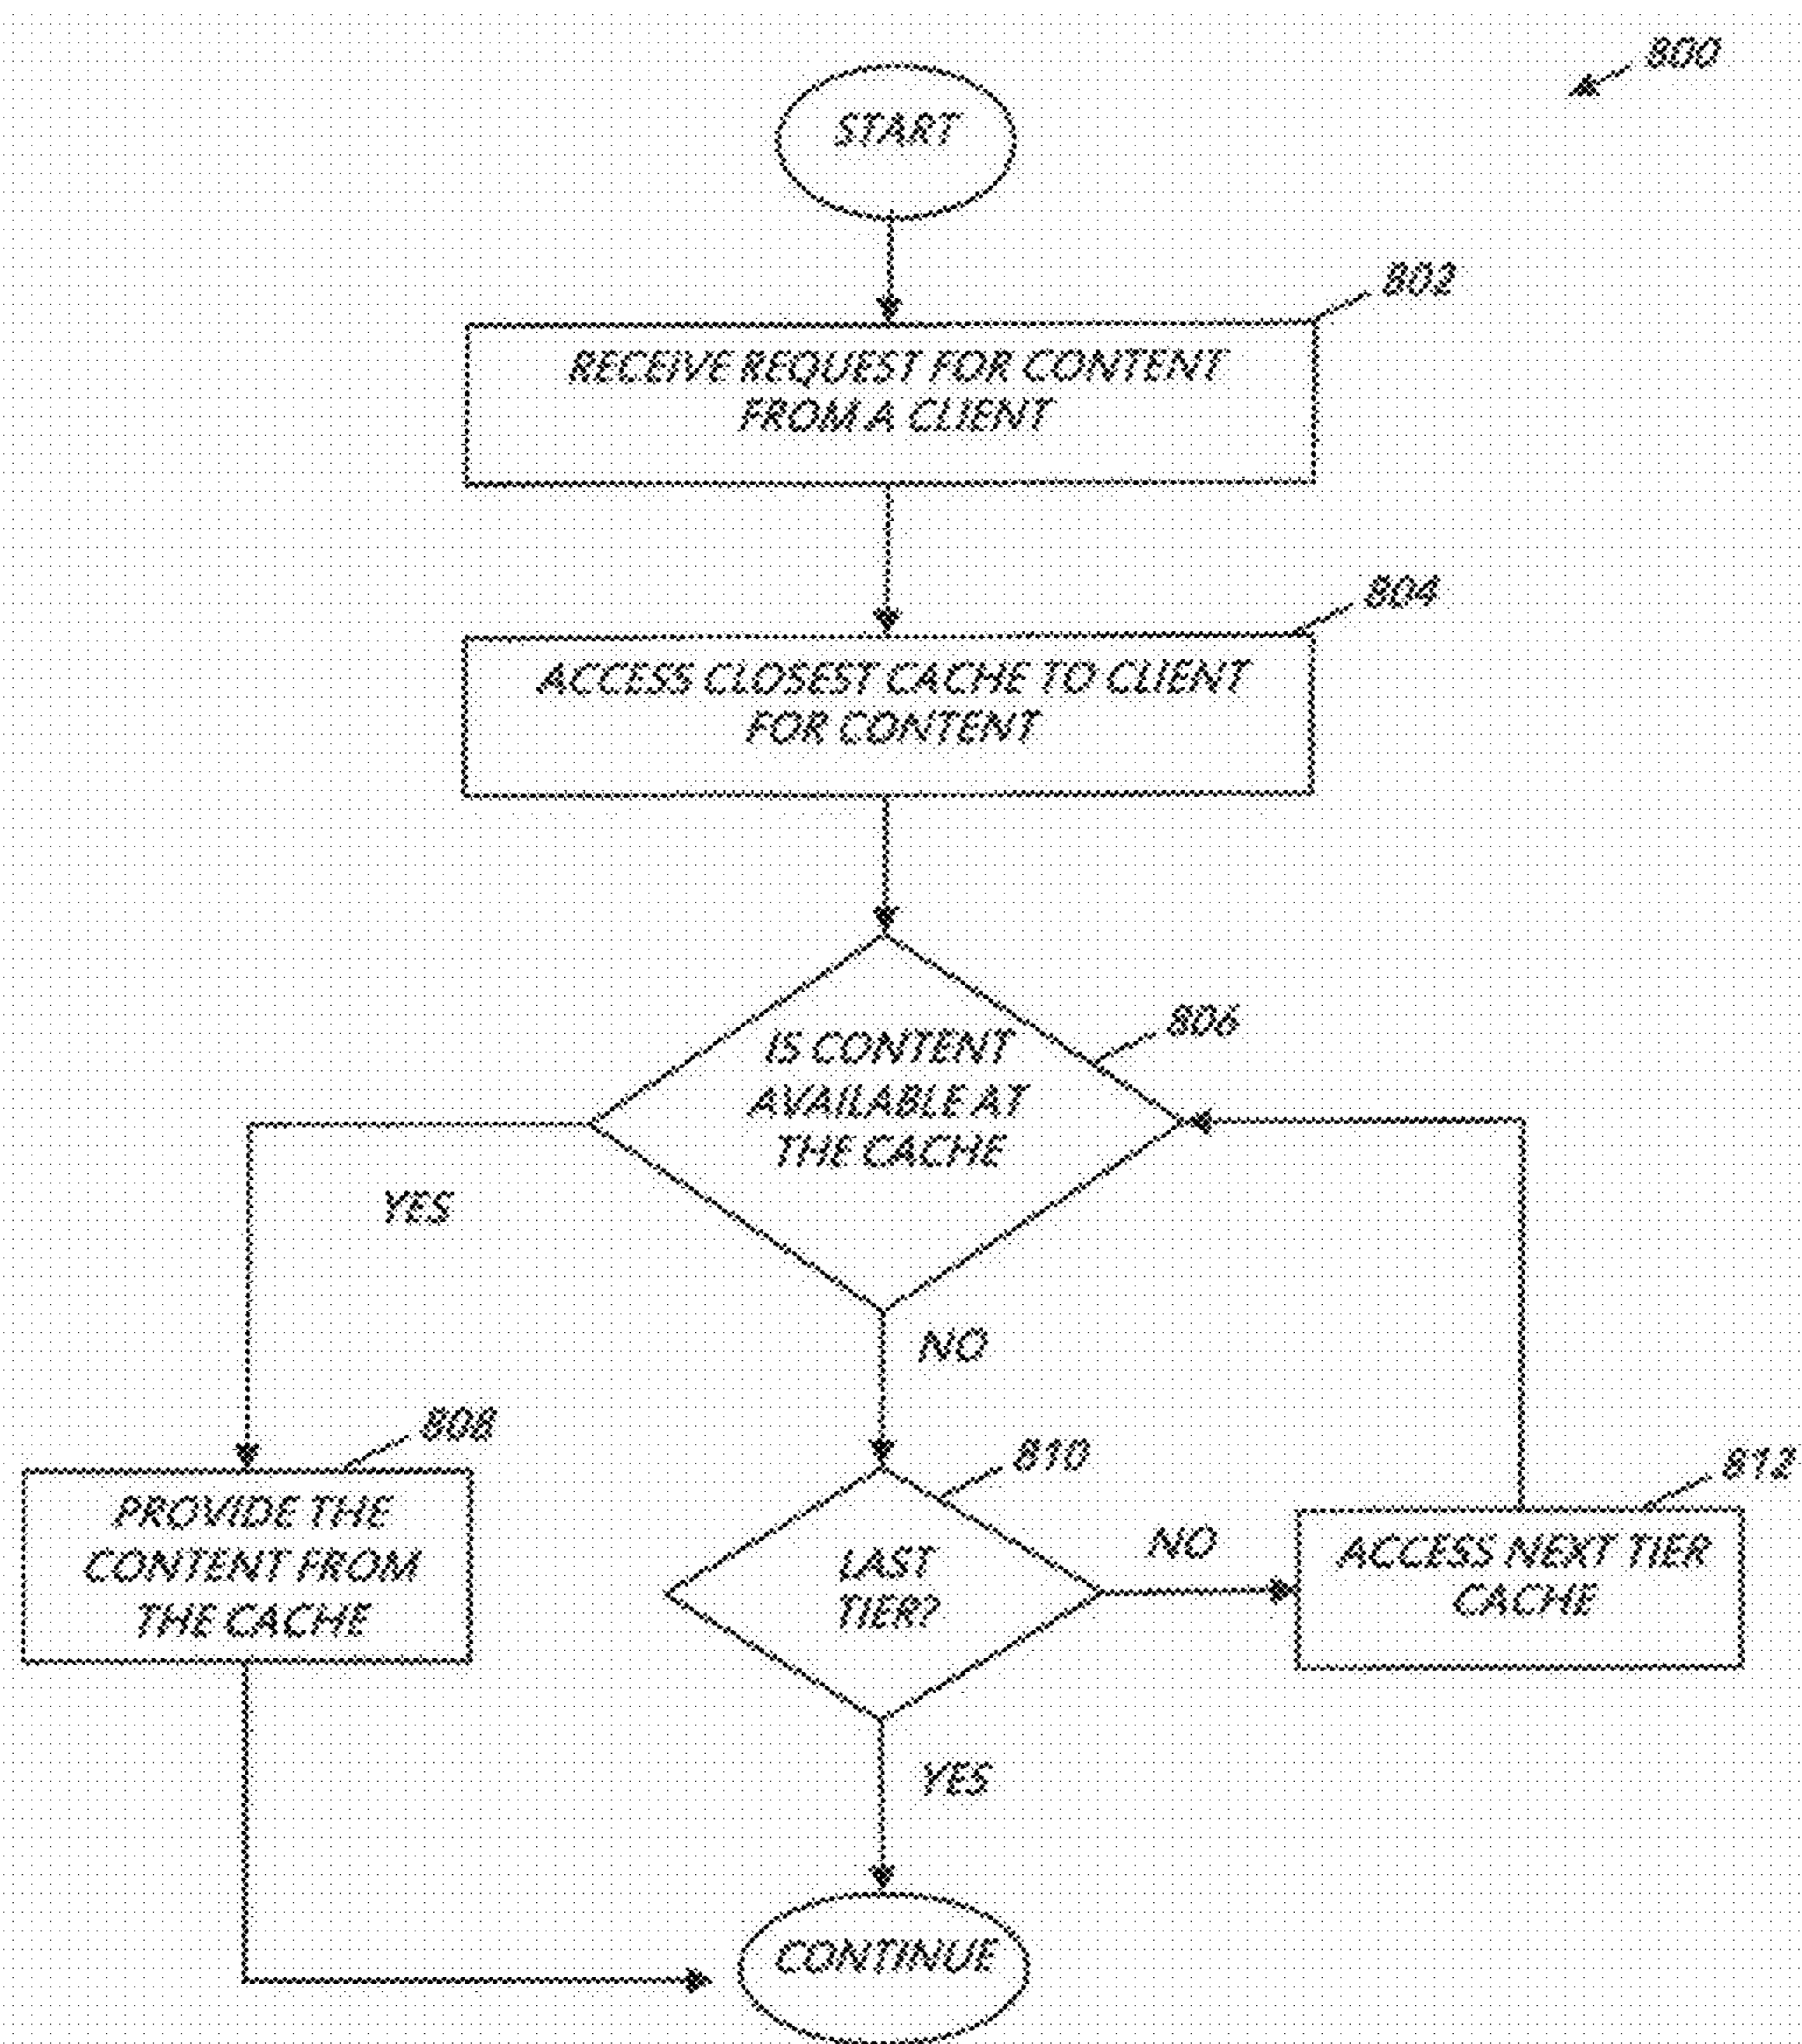 800
START
802
RECEIVE REQUEST FOR CONTENT
FROM A CLIENT
804
ACCESS CLOSEST CACHE TO CLIENT
FOR CONTENT
806
IS CONTENT
AVAILABLE AT
THE CACHE
YES
NO
808
PROVIDE THE
CONTENT FROM
THE CACHE
810
LAST
TIER?
NO
812
ACCESS NEXT TIER
CACHE
YES
CONTINUE